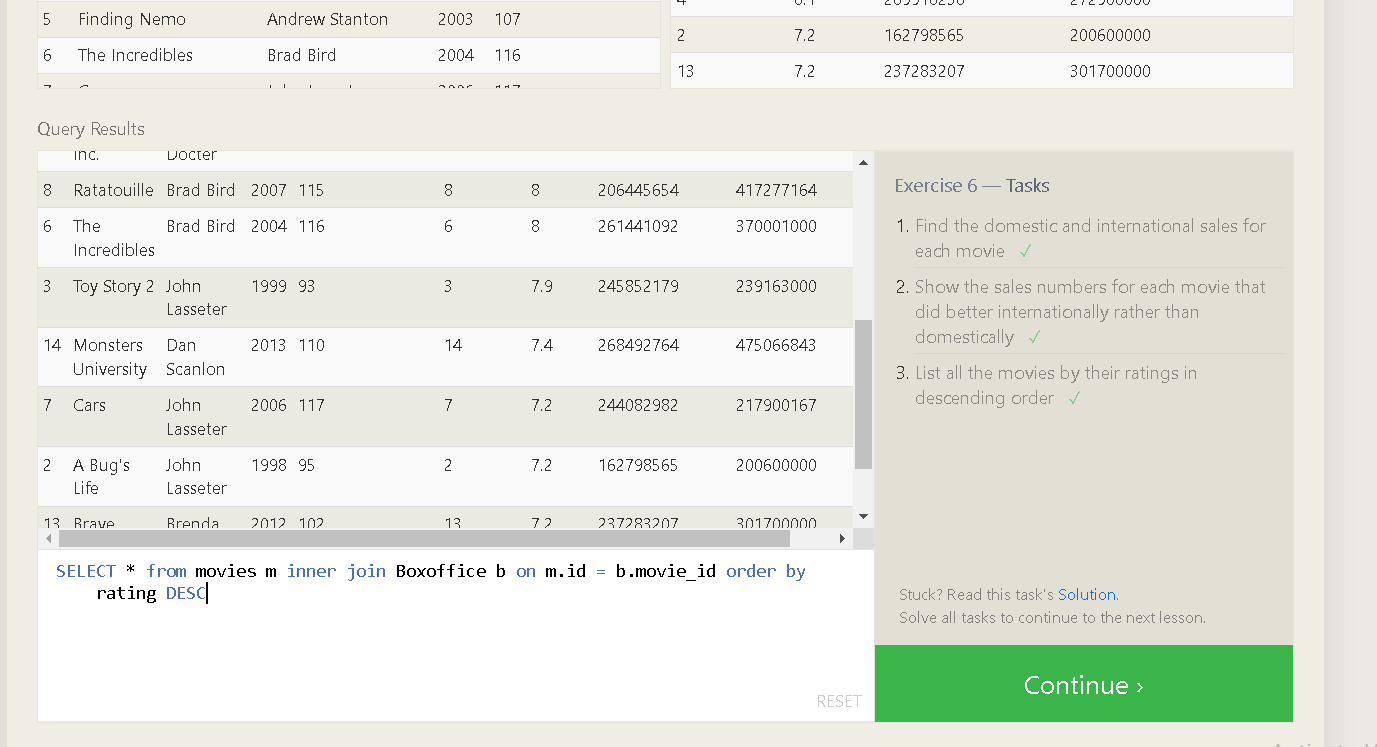 5 Finding Nemo Andrew Stanton 2003 107
6 The Incredibles Brad Bird 2004 116
2 7.2 162798565 200600000
13 7.2 237283207 301700000
Query Results
Inc. Docter
8 Ratatouille Brad Bird 2007 115 8 8 206445654 417277164
6 The Brad Bird 2004 116 6 8 261441092 370001000
Incredibles
3 Toy Story 2 John 1999 93 3 7.9 245852179 239163000
Lasseter
14 Monsters Dan 2013 110 14 7.4 268492764 475066843
University Scanlon
7 Cars John 2006 117 7 7.2 244082982 217900167
Lasseter
2 A Bug's John 1998 95 2 7.2 162798565 200600000
Life Lasseter
13 Brave Brenda 2012 102 13 7.2 237283207 301700000
SELECT * from movies m inner join Boxoffice b on m.id = b.movie_id order by
rating DESC
RESET
Exercise 6 — Tasks
1. Find the domestic and international sales for
each movie ✓
2. Show the sales numbers for each movie that
did better internationally rather than
domestically ✓
3. List all the movies by their ratings in
descending order ✓
Stuck? Read this task's Solution.
Solve all tasks to continue to the next lesson.
Continue ›